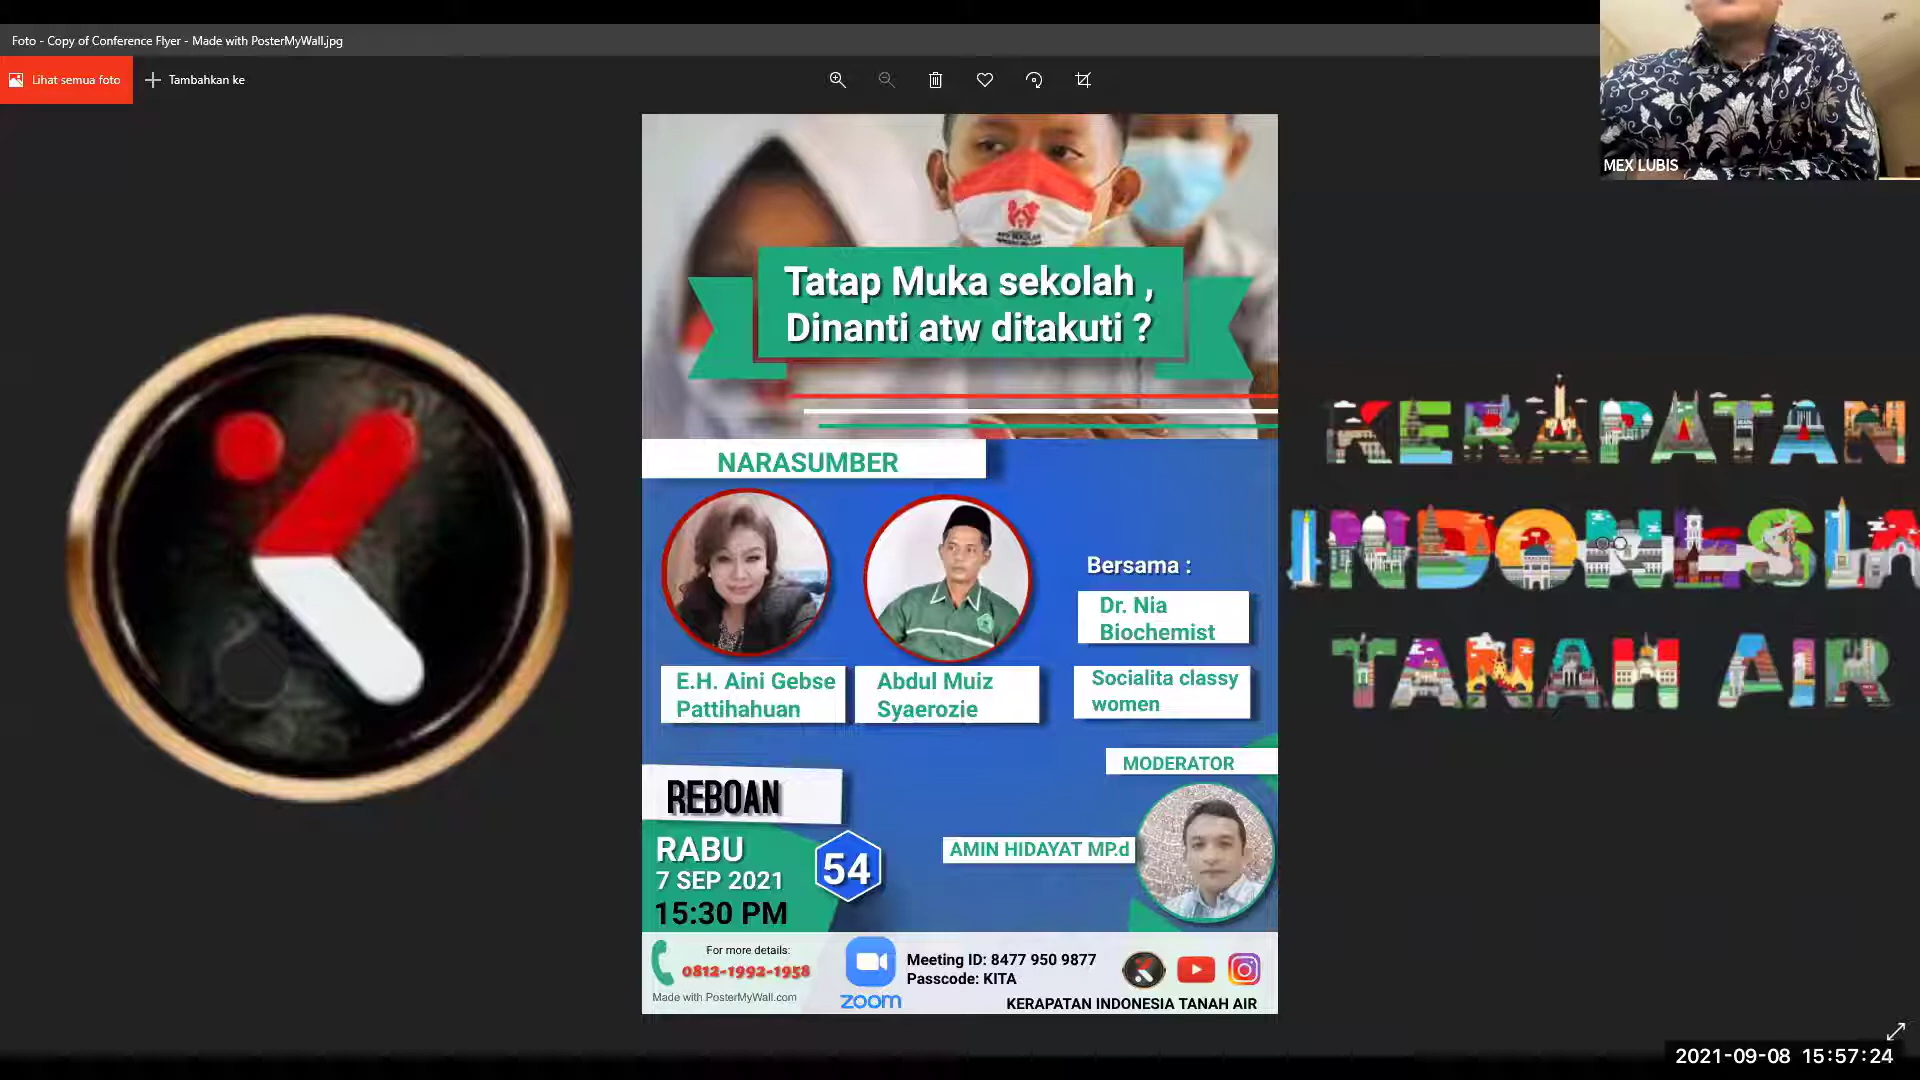 Foto - Copy of Conference Flyer - Made with PosterMyWall.jpg
Lihat semua foto
Tambahkan ke
MEX LUBIS
Tatap Muka sekolah ,
Dinanti atw ditakuti ?
NARASUMBER
E.H. Aini Gebse
Pattihahuan
Abdul Muiz
Syaerozie
Bersama :
Dr. Nia
Biochemist
Socialita classy
women
MODERATOR
AMIN HIDAYAT MP.d
REBOAN
RABU
7 SEP 2021
15:30 PM
54
For more details:
0812-1992-1958
Made with PosterMyWall.com
zoom
Meeting ID: 8477 950 9877
Passcode: KITA
KERAPATAN INDONESIA TANAH AIR
KERAPATAN
INDONESIA
TANAH AIR
2021-09-08 15:57:24